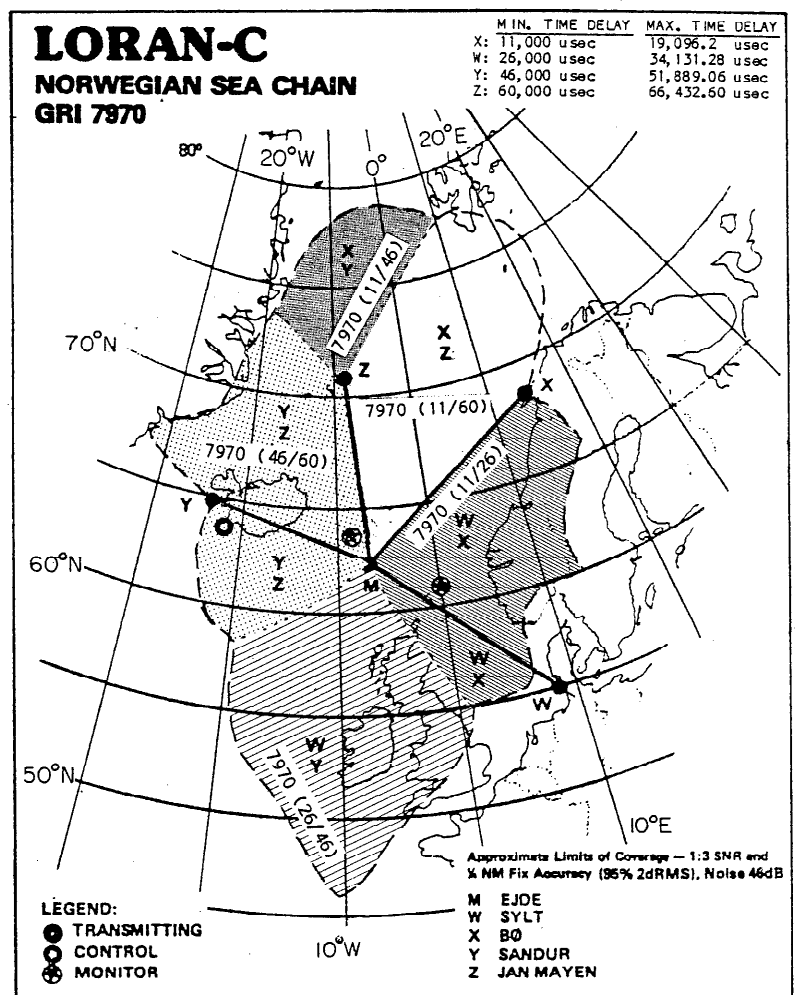 LORAN-C
NORWEGIAN SEA CHAIN
GRI 7970
MIN. TIME DELAY MAX. TIME DELAY
X: 11,000 usec 19,096.2 usec
W: 26,000 usec 34,131.28 usec
Y: 46,000 usec 51,889.06 usec
Z: 60,000 usec 66,432.60 usec
80°
20°W
0°
20°E
X
Y
7970 (11/46)
X
Z
70°N
Z
X
7970 (11/60)
Y
Z
7970 (46/60)
7970 (11/26)
Y
W
X
60°N
M
Y
Z
W
X
W
W
Y
7970 (26/46)
50°N
10°E
10°W
Approximate Limits of Coverage — 1:3 SNR and
¼ NM Fix Accuracy (95% 2dRMS), Noise 46dB
LEGEND:
TRANSMITTING
CONTROL
MONITOR
M EJDE
W SYLT
X BØ
Y SANDUR
Z JAN MAYEN